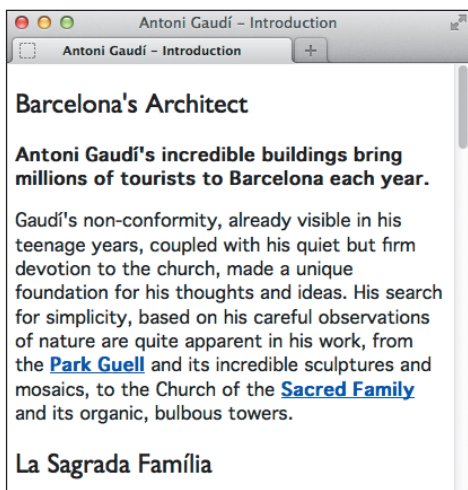 Antoni Gaudí – Introduction
Antoni Gaudí – Introduction
Barcelona's Architect
Antoni Gaudí's incredible buildings bring
millions of tourists to Barcelona each year.
Gaudí's non-conformity, already visible in his
teenage years, coupled with his quiet but firm
devotion to the church, made a unique
foundation for his thoughts and ideas. His search
for simplicity, based on his careful observations
of nature are quite apparent in his work, from
the Park Guell and its incredible sculptures and
mosaics, to the Church of the Sacred Family
and its organic, bulbous towers.
La Sagrada Família